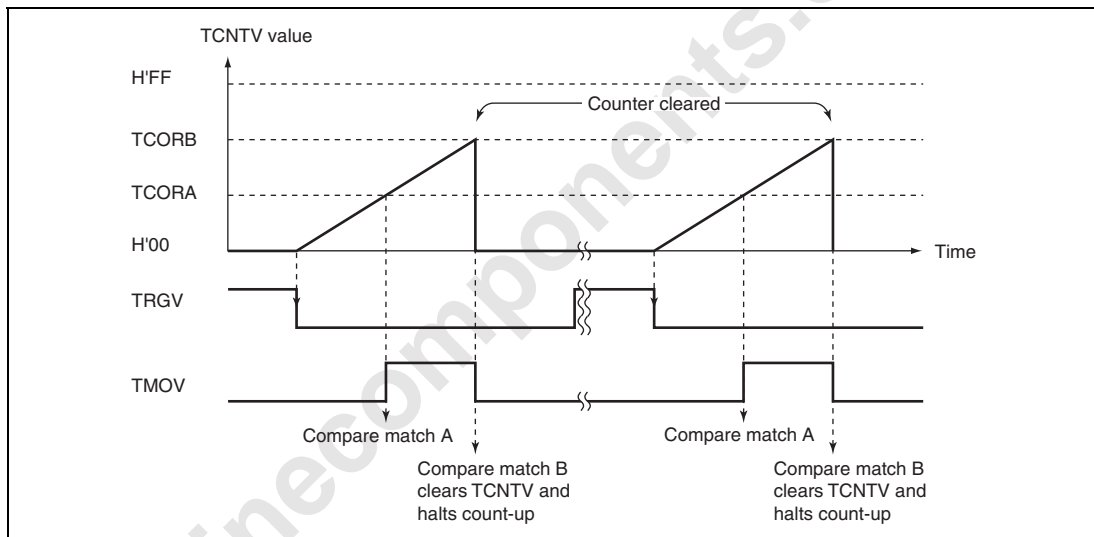 TCNTV value
H'FF
Counter cleared
TCORB
TCORA
H'00
Time
TRGV
TMOV
Compare match A
Compare match A
Compare match B
clears TCNTV and
halts count-up
Compare match B
clears TCNTV and
halts count-up
inecomponents.